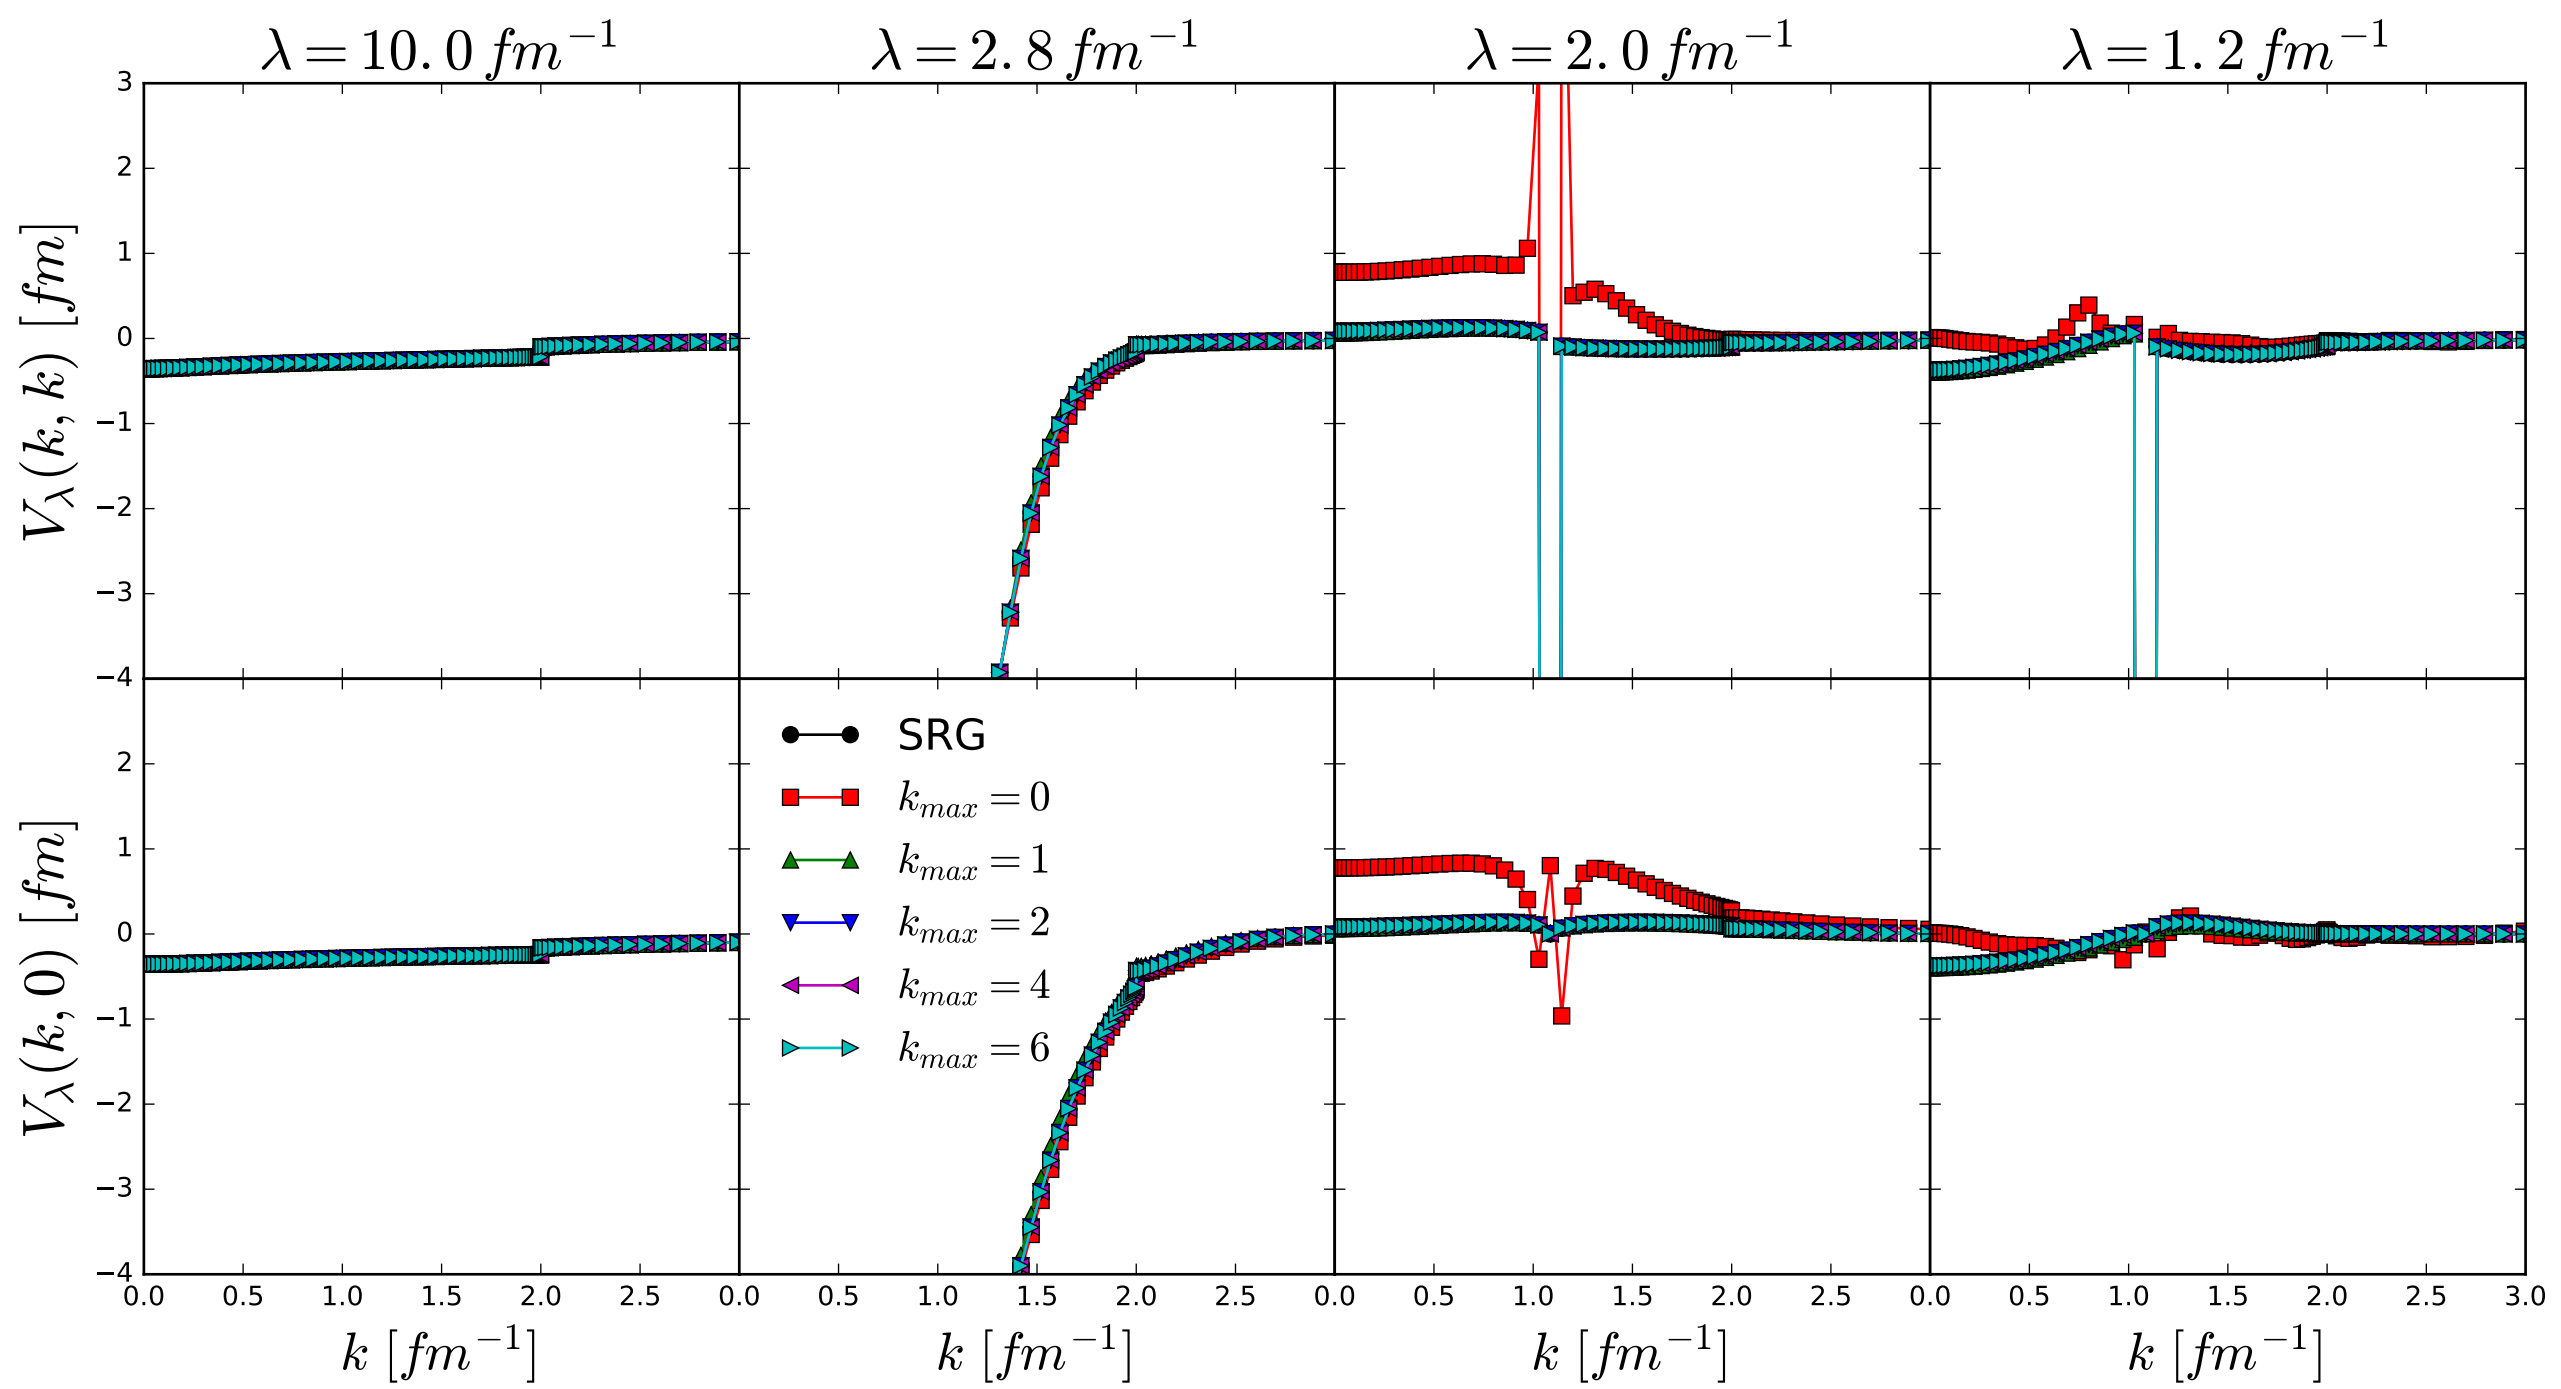 λ = 10.0 fm⁻¹ λ = 2.8 fm⁻¹ λ = 2.0 fm⁻¹ λ = 1.2 fm⁻¹
3
2
1
0
−1
−2
−3
−4
V_λ(k, k) [fm]
2
1
0
−1
−2
−3
−4
V_λ(k, 0) [fm]
SRG
k_max = 0
k_max = 1
k_max = 2
k_max = 4
k_max = 6
0.0 0.5 1.0 1.5 2.0 2.5 0.0 0.5 1.0 1.5 2.0 2.5 0.0 0.5 1.0 1.5 2.0 2.5 0.0 0.5 1.0 1.5 2.0 2.5 3.0
k [fm⁻¹] k [fm⁻¹] k [fm⁻¹] k [fm⁻¹]